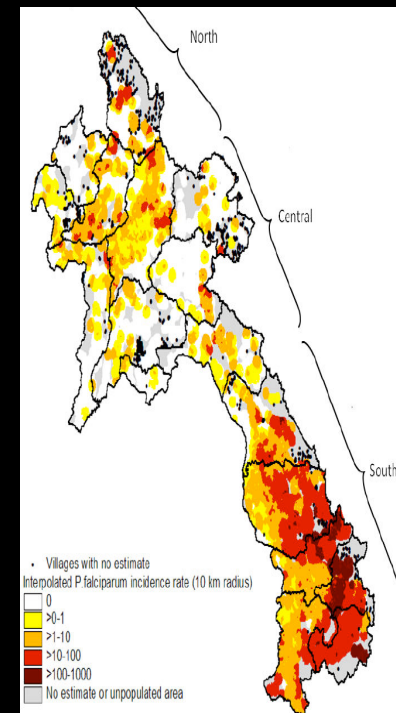 North
Central
South
• Villages with no estimate
Interpolated P falciparum incidence rate (10 km radius)
0
>0-1
>1-10
>10-100
>100-1000
No estimate or unpopulated area